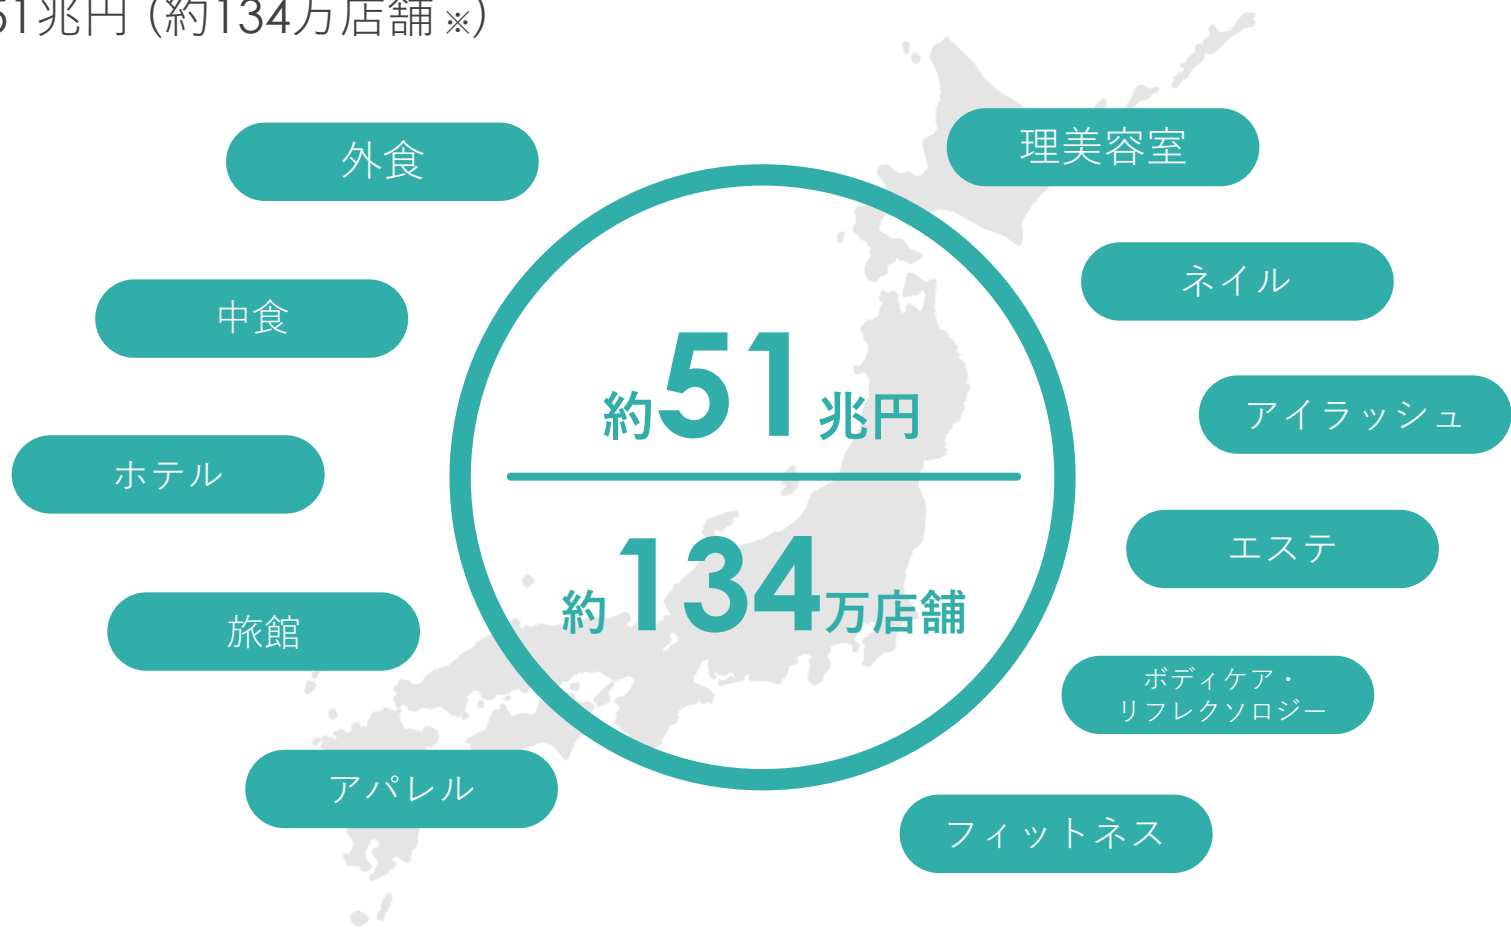 51兆円（約134万店舗※）
外食
中食
ホテル
旅館
アパレル
約51兆円
約134万店舗
理美容室
ネイル
アイラッシュ
エステ
ボディケア・
リフレクソロジー
フィットネス